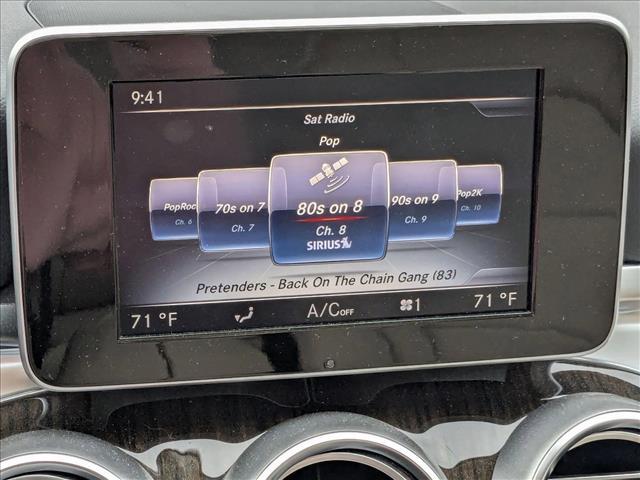 9:41
Sat Radio
Pop
PopRoc
Ch. 6
70s on 7
Ch. 7
80s on 8
Ch. 8
SIRIUS
90s on 9
Ch. 9
Pop2K
Ch. 10
Pretenders - Back On The Chain Gang (83)
71 °F
A/C OFF
1
71 °F